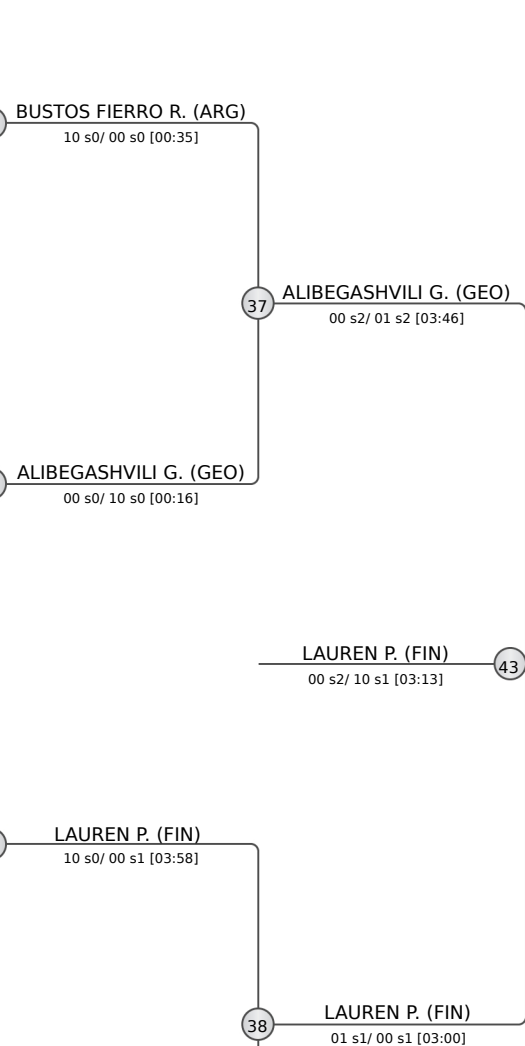 BUSTOS FIERRO R. (ARG)
10 s0/ 00 s0 [00:35]
37
ALIBEGASHVILI G. (GEO)
00 s2/ 01 s2 [03:46]
ALIBEGASHVILI G. (GEO)
00 s0/ 10 s0 [00:16]
LAUREN P. (FIN)
43
00 s2/ 10 s1 [03:13]
LAUREN P. (FIN)
10 s0/ 00 s1 [03:58]
38
LAUREN P. (FIN)
01 s1/ 00 s1 [03:00]